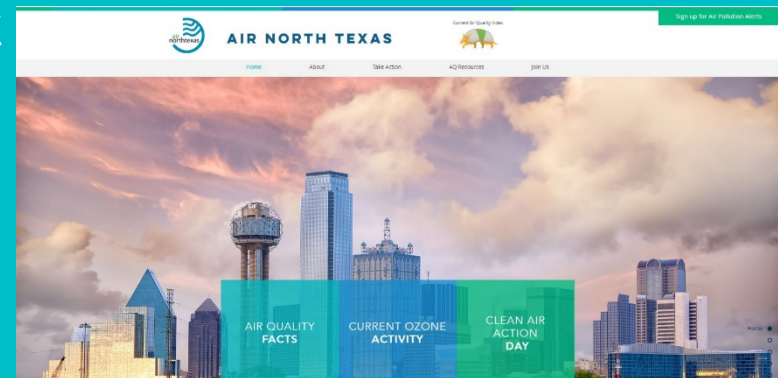 Current Air Quality Index
Sign up for Air Pollution Alerts
air
northtexas
AIR NORTH TEXAS
Home About Take Action AQ Resources Join Us
AIR QUALITY
FACTS
CURRENT OZONE
ACTIVITY
CLEAN AIR
ACTION
DAY
Home